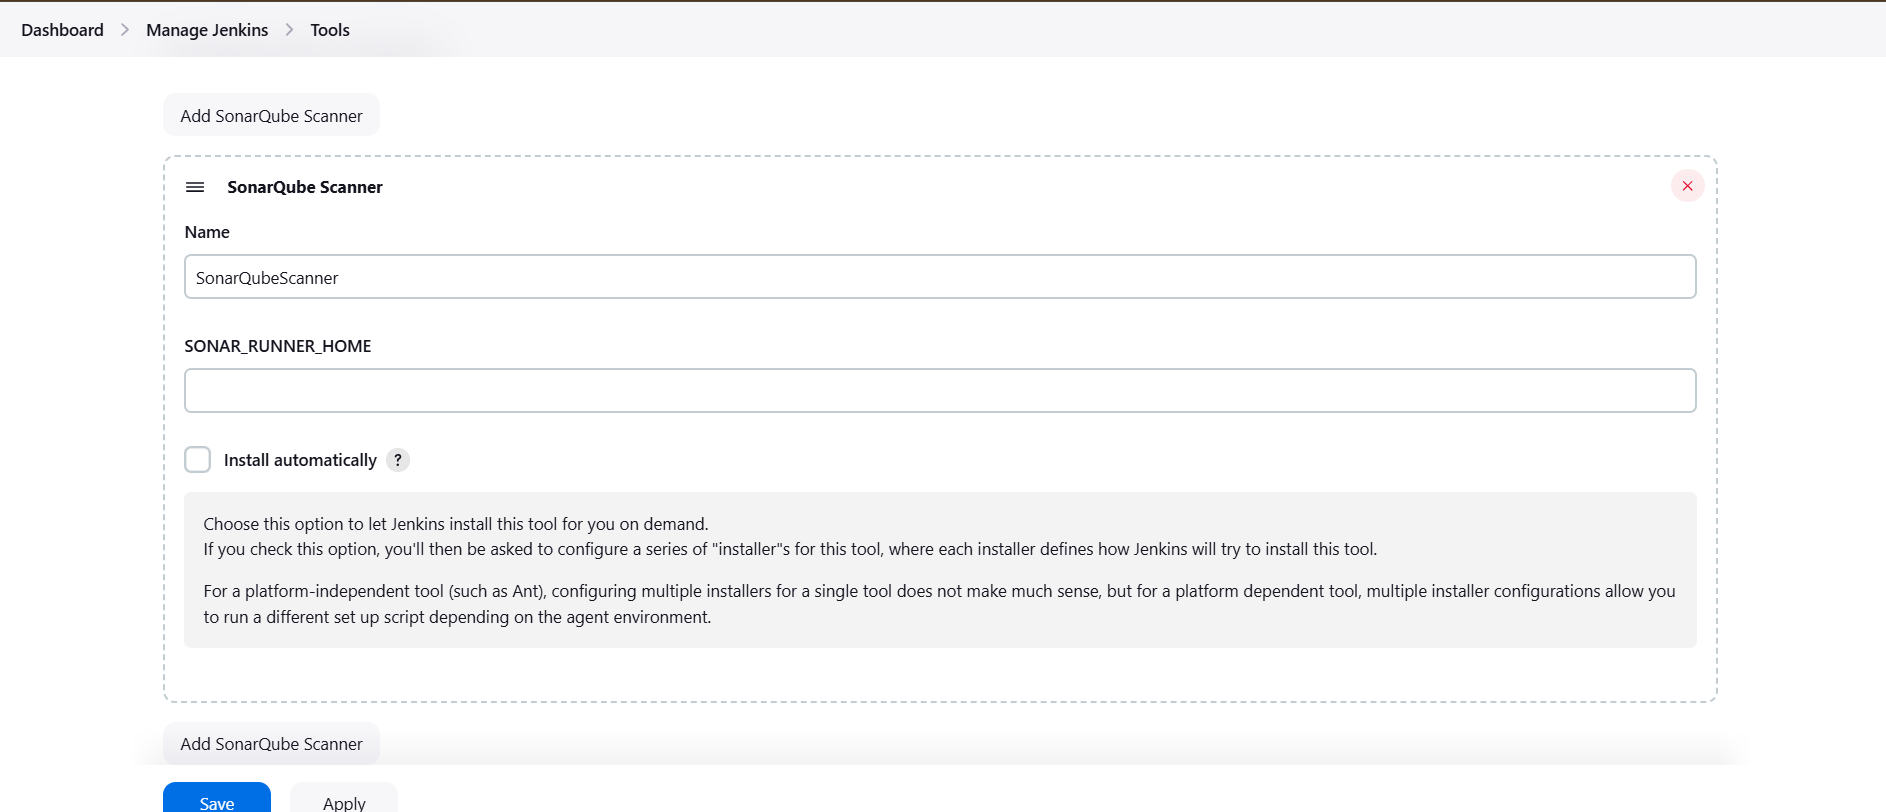 Dashboard > Manage Jenkins > Tools
Add SonarQube Scanner
SonarQube Scanner
Name
SonarQubeScanner
SONAR_RUNNER_HOME
Install automatically ?
Choose this option to let Jenkins install this tool for you on demand.
If you check this option, you'll then be asked to configure a series of "installer"s for this tool, where each installer defines how Jenkins will try to install this tool.
For a platform-independent tool (such as Ant), configuring multiple installers for a single tool does not make much sense, but for a platform dependent tool, multiple installer configurations allow you
to run a different set up script depending on the agent environment.
Add SonarQube Scanner
Save Apply